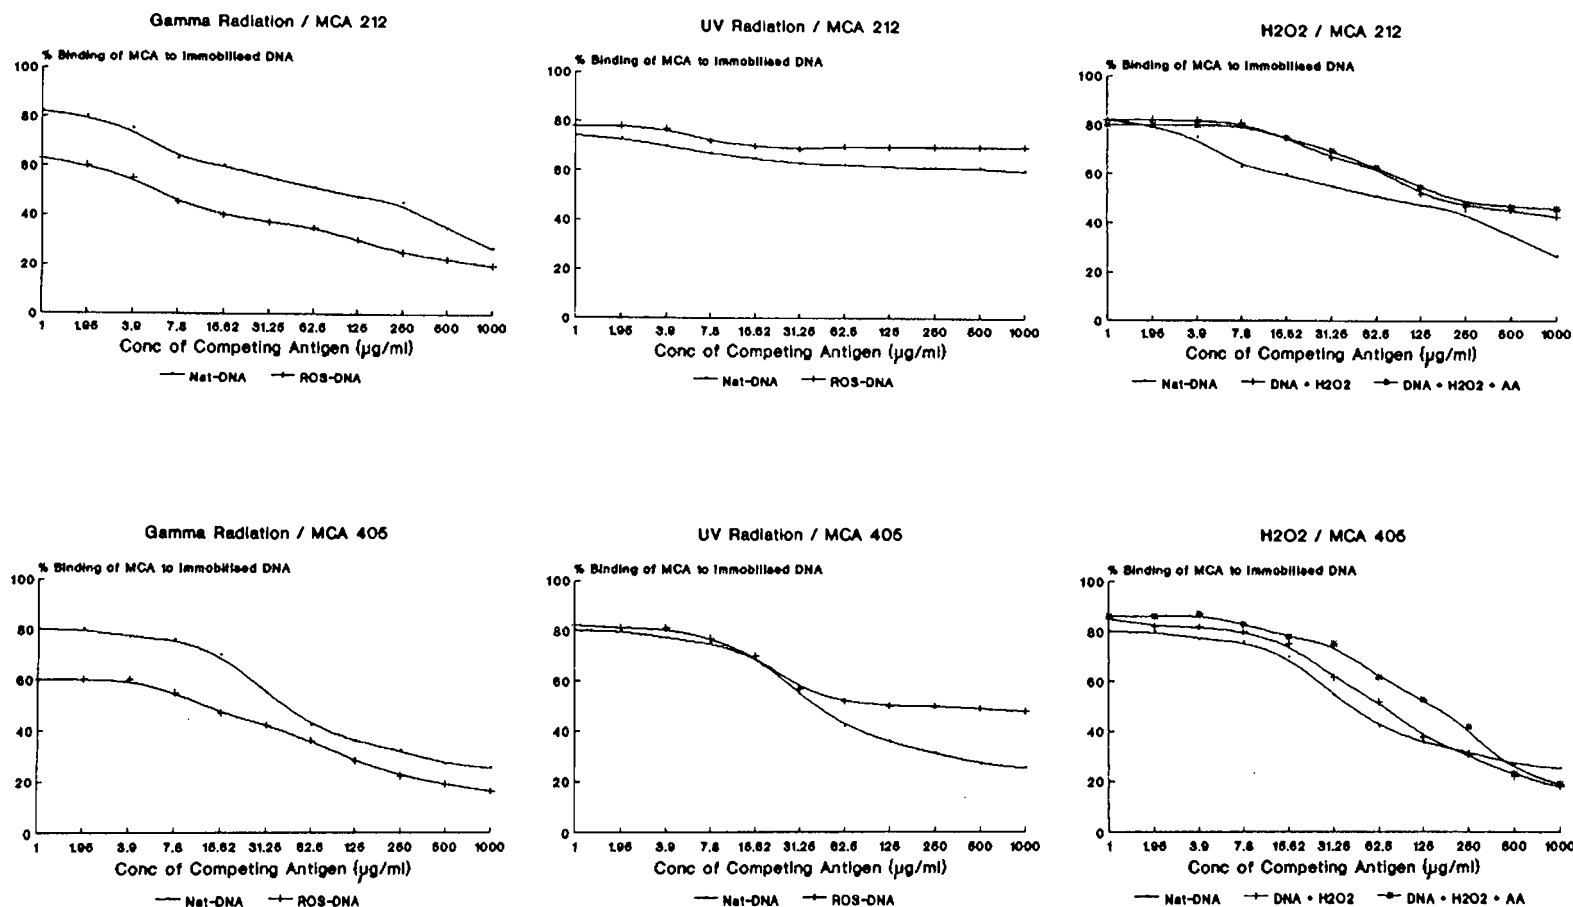 Gamma Radiation / MCA 212
% Binding of MCA to Immobilised DNA
100
80
60
40
20
0
1 1.95 3.9 7.8 15.62 31.25 62.5 125 250 500 1000
Conc of Competing Antigen (µg/ml)
Nat-DNA ROS-DNA
UV Radiation / MCA 212
% Binding of MCA to Immobilised DNA
100
80
60
40
20
0
1 1.95 3.9 7.8 15.62 31.25 62.5 125 250 500 1000
Conc of Competing Antigen (µg/ml)
Nat-DNA ROS-DNA
H2O2 / MCA 212
% Binding of MCA to Immobilised DNA
100
80
60
40
20
0
1 1.95 3.9 7.8 15.62 31.25 62.5 125 250 500 1000
Conc of Competing Antigen (µg/ml)
Nat-DNA DNA + H2O2 DNA + H2O2 + AA
Gamma Radiation / MCA 405
% Binding of MCA to Immobilised DNA
100
80
60
40
20
0
1 1.95 3.9 7.8 15.62 31.25 62.5 125 250 500 1000
Conc of Competing Antigen (µg/ml)
Nat-DNA ROS-DNA
UV Radiation / MCA 405
% Binding of MCA to Immobilised DNA
100
80
60
40
20
0
1 1.95 3.9 7.8 15.62 31.25 62.5 125 250 500 1000
Conc of Competing Antigen (µg/ml)
Nat-DNA ROS-DNA
H2O2 / MCA 405
% Binding of MCA to Immobilised DNA
100
80
60
40
20
0
1 1.95 3.9 7.8 15.62 31.25 62.5 125 250 500 1000
Conc of Competing Antigen (µg/ml)
Nat-DNA DNA + H2O2 DNA + H2O2 + AA